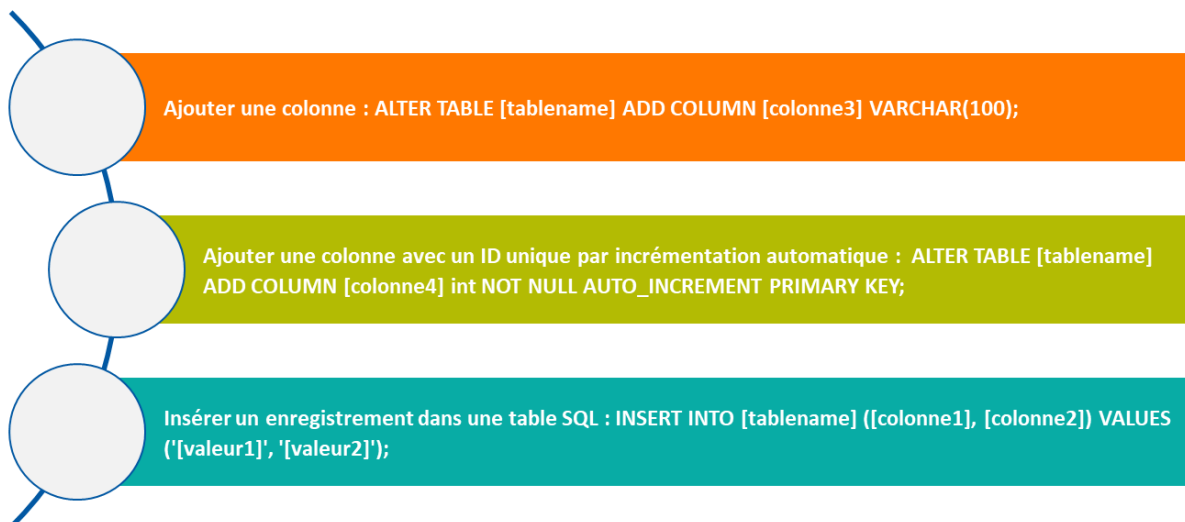 Ajouter une colonne : ALTER TABLE [tablename] ADD COLUMN [colonne3] VARCHAR(100);
Ajouter une colonne avec un ID unique par incrémentation automatique : ALTER TABLE [tablename]
ADD COLUMN [colonne4] int NOT NULL AUTO_INCREMENT PRIMARY KEY;
Insérer un enregistrement dans une table SQL : INSERT INTO [tablename] ([colonne1], [colonne2]) VALUES
('[valeur1]', '[valeur2]');